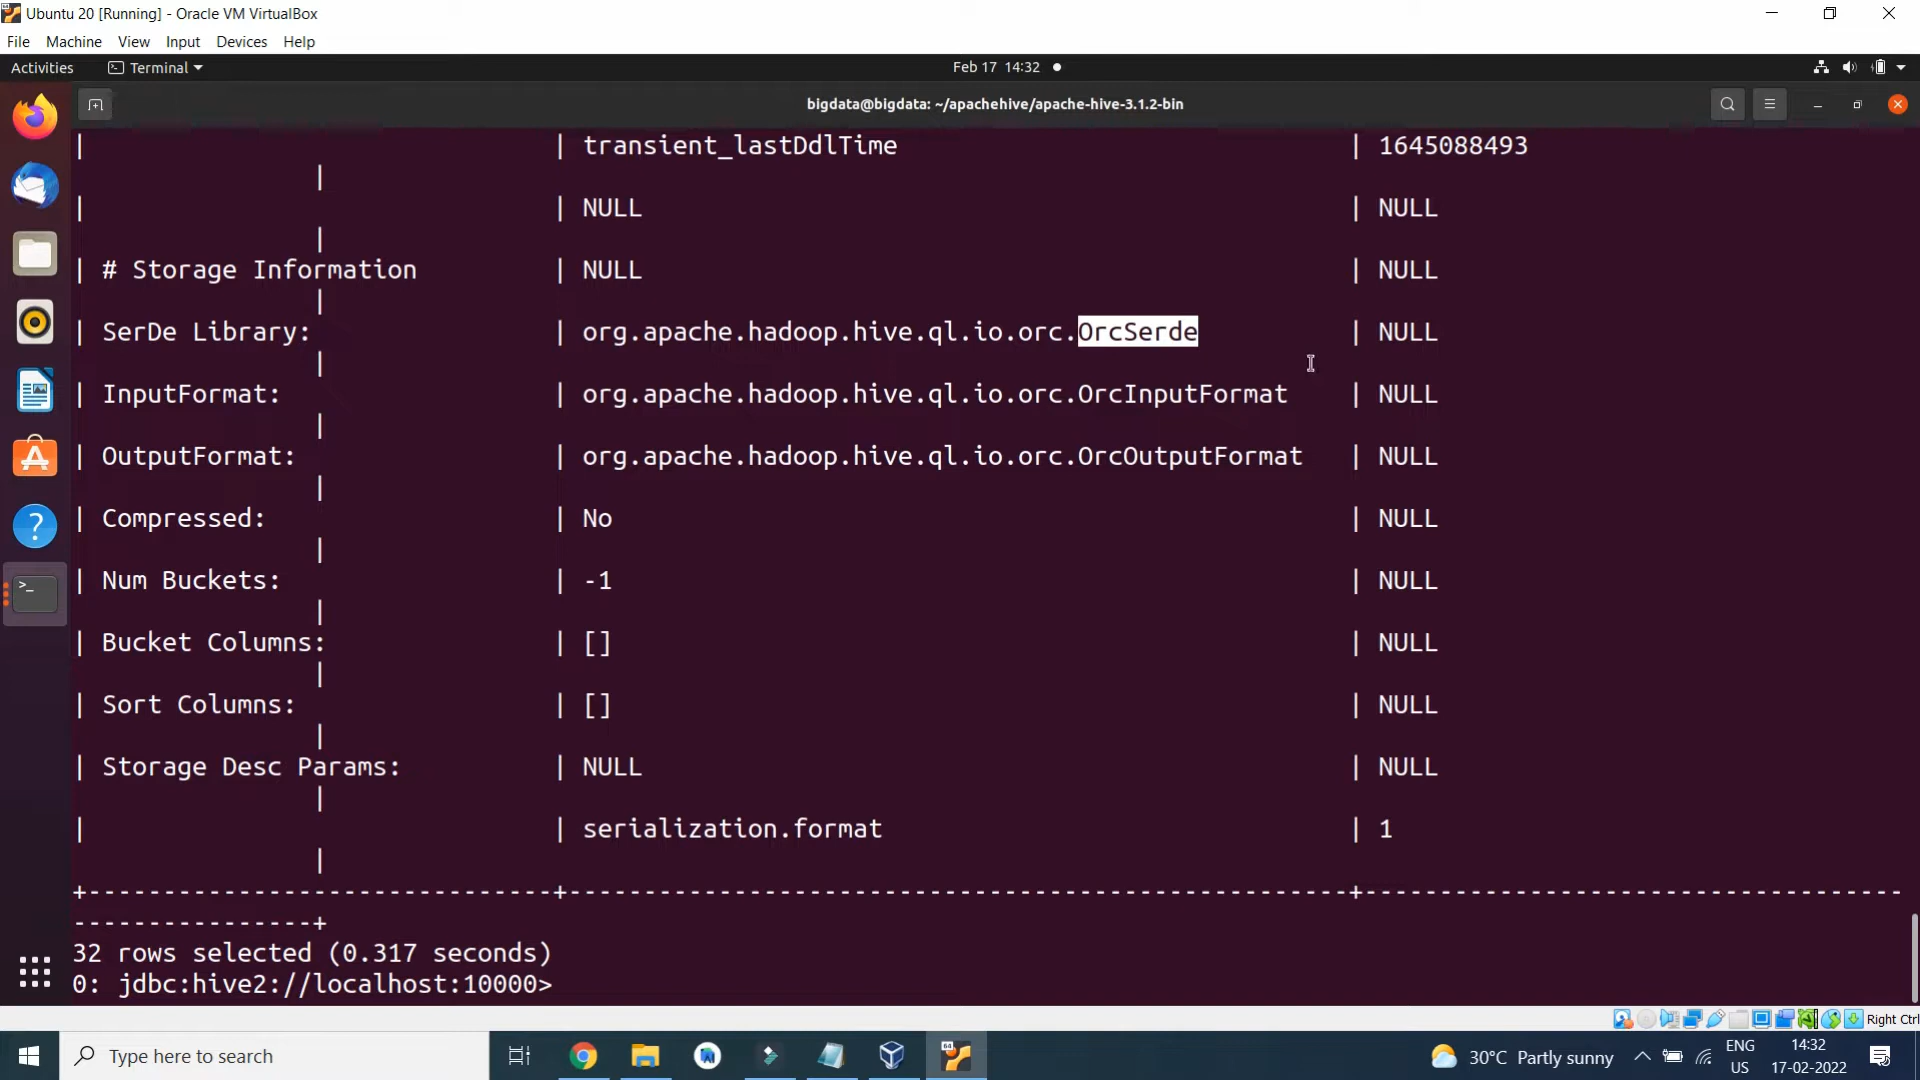 Ubuntu 20 [Running] - Oracle VM VirtualBox
File Machine View Input Devices Help
Activities Terminal Feb 17 14:32
bigdata@bigdata: ~/apachehive/apache-hive-3.1.2-bin
| | transient_lastDdlTime | 1645088493
|
| | NULL | NULL
|
| # Storage Information | NULL | NULL
|
| SerDe Library: | org.apache.hadoop.hive.ql.io.orc.OrcSerde | NULL
|
| InputFormat: | org.apache.hadoop.hive.ql.io.orc.OrcInputFormat | NULL
|
| OutputFormat: | org.apache.hadoop.hive.ql.io.orc.OrcOutputFormat | NULL
|
| Compressed: | No | NULL
|
| Num Buckets: | -1 | NULL
|
| Bucket Columns: | [] | NULL
|
| Sort Columns: | [] | NULL
|
| Storage Desc Params: | NULL | NULL
|
| | serialization.format | 1
|
+--------------------------------+----------------------------------------------------+------------------------------------
----------------+
32 rows selected (0.317 seconds)
0: jdbc:hive2://localhost:10000>
Right Ctrl
Type here to search
30°C Partly sunny
ENG
US
14:32
17-02-2022